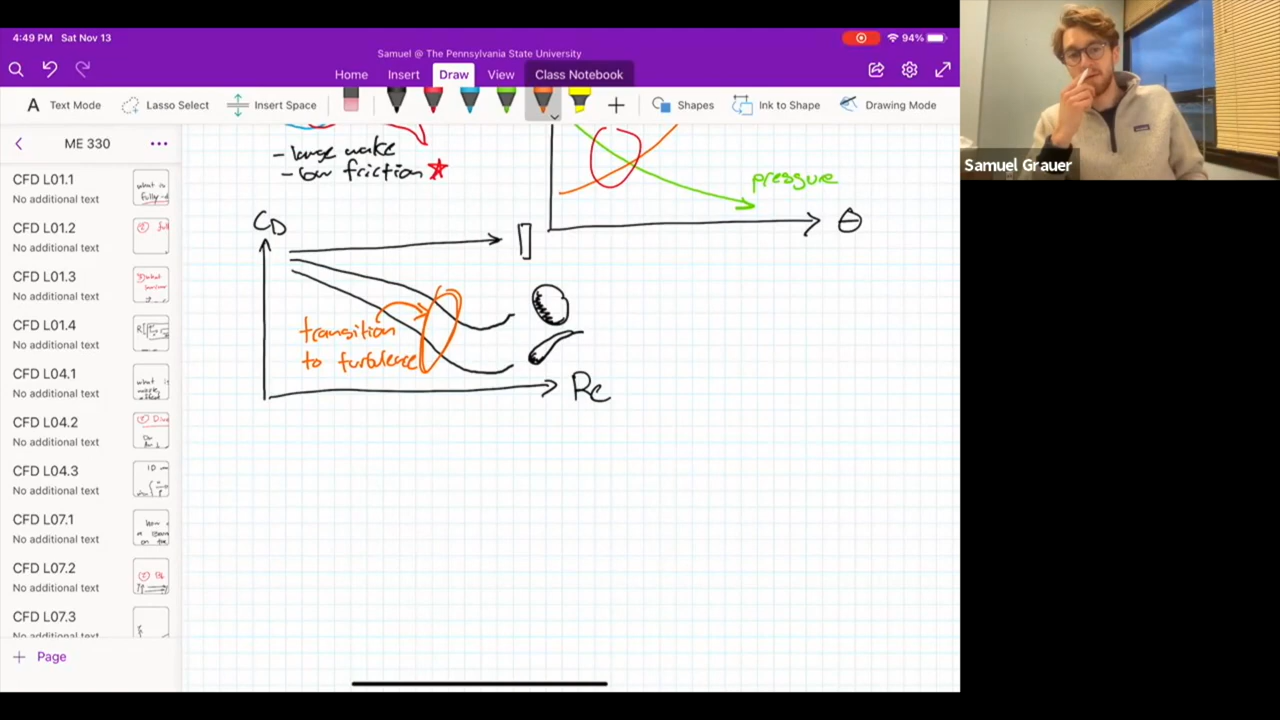 4:49 PM Sat Nov 13
94%
Samuel @ The Pennsylvania State University
Home Insert Draw View Class Notebook
A Text Mode Lasso Select Insert Space Shapes Ink to Shape Drawing Mode
ME 330
CFD L01.1
No additional text
CFD L01.2
No additional text
CFD L01.3
No additional text
CFD L01.4
No additional text
CFD L04.1
No additional text
CFD L04.2
No additional text
CFD L04.3
No additional text
CFD L07.1
No additional text
CFD L07.2
No additional text
CFD L07.3
No additional text
+ Page
- large wake
- low friction
pressure
θ
CD
transition
to turbulence
Re
Samuel Grauer